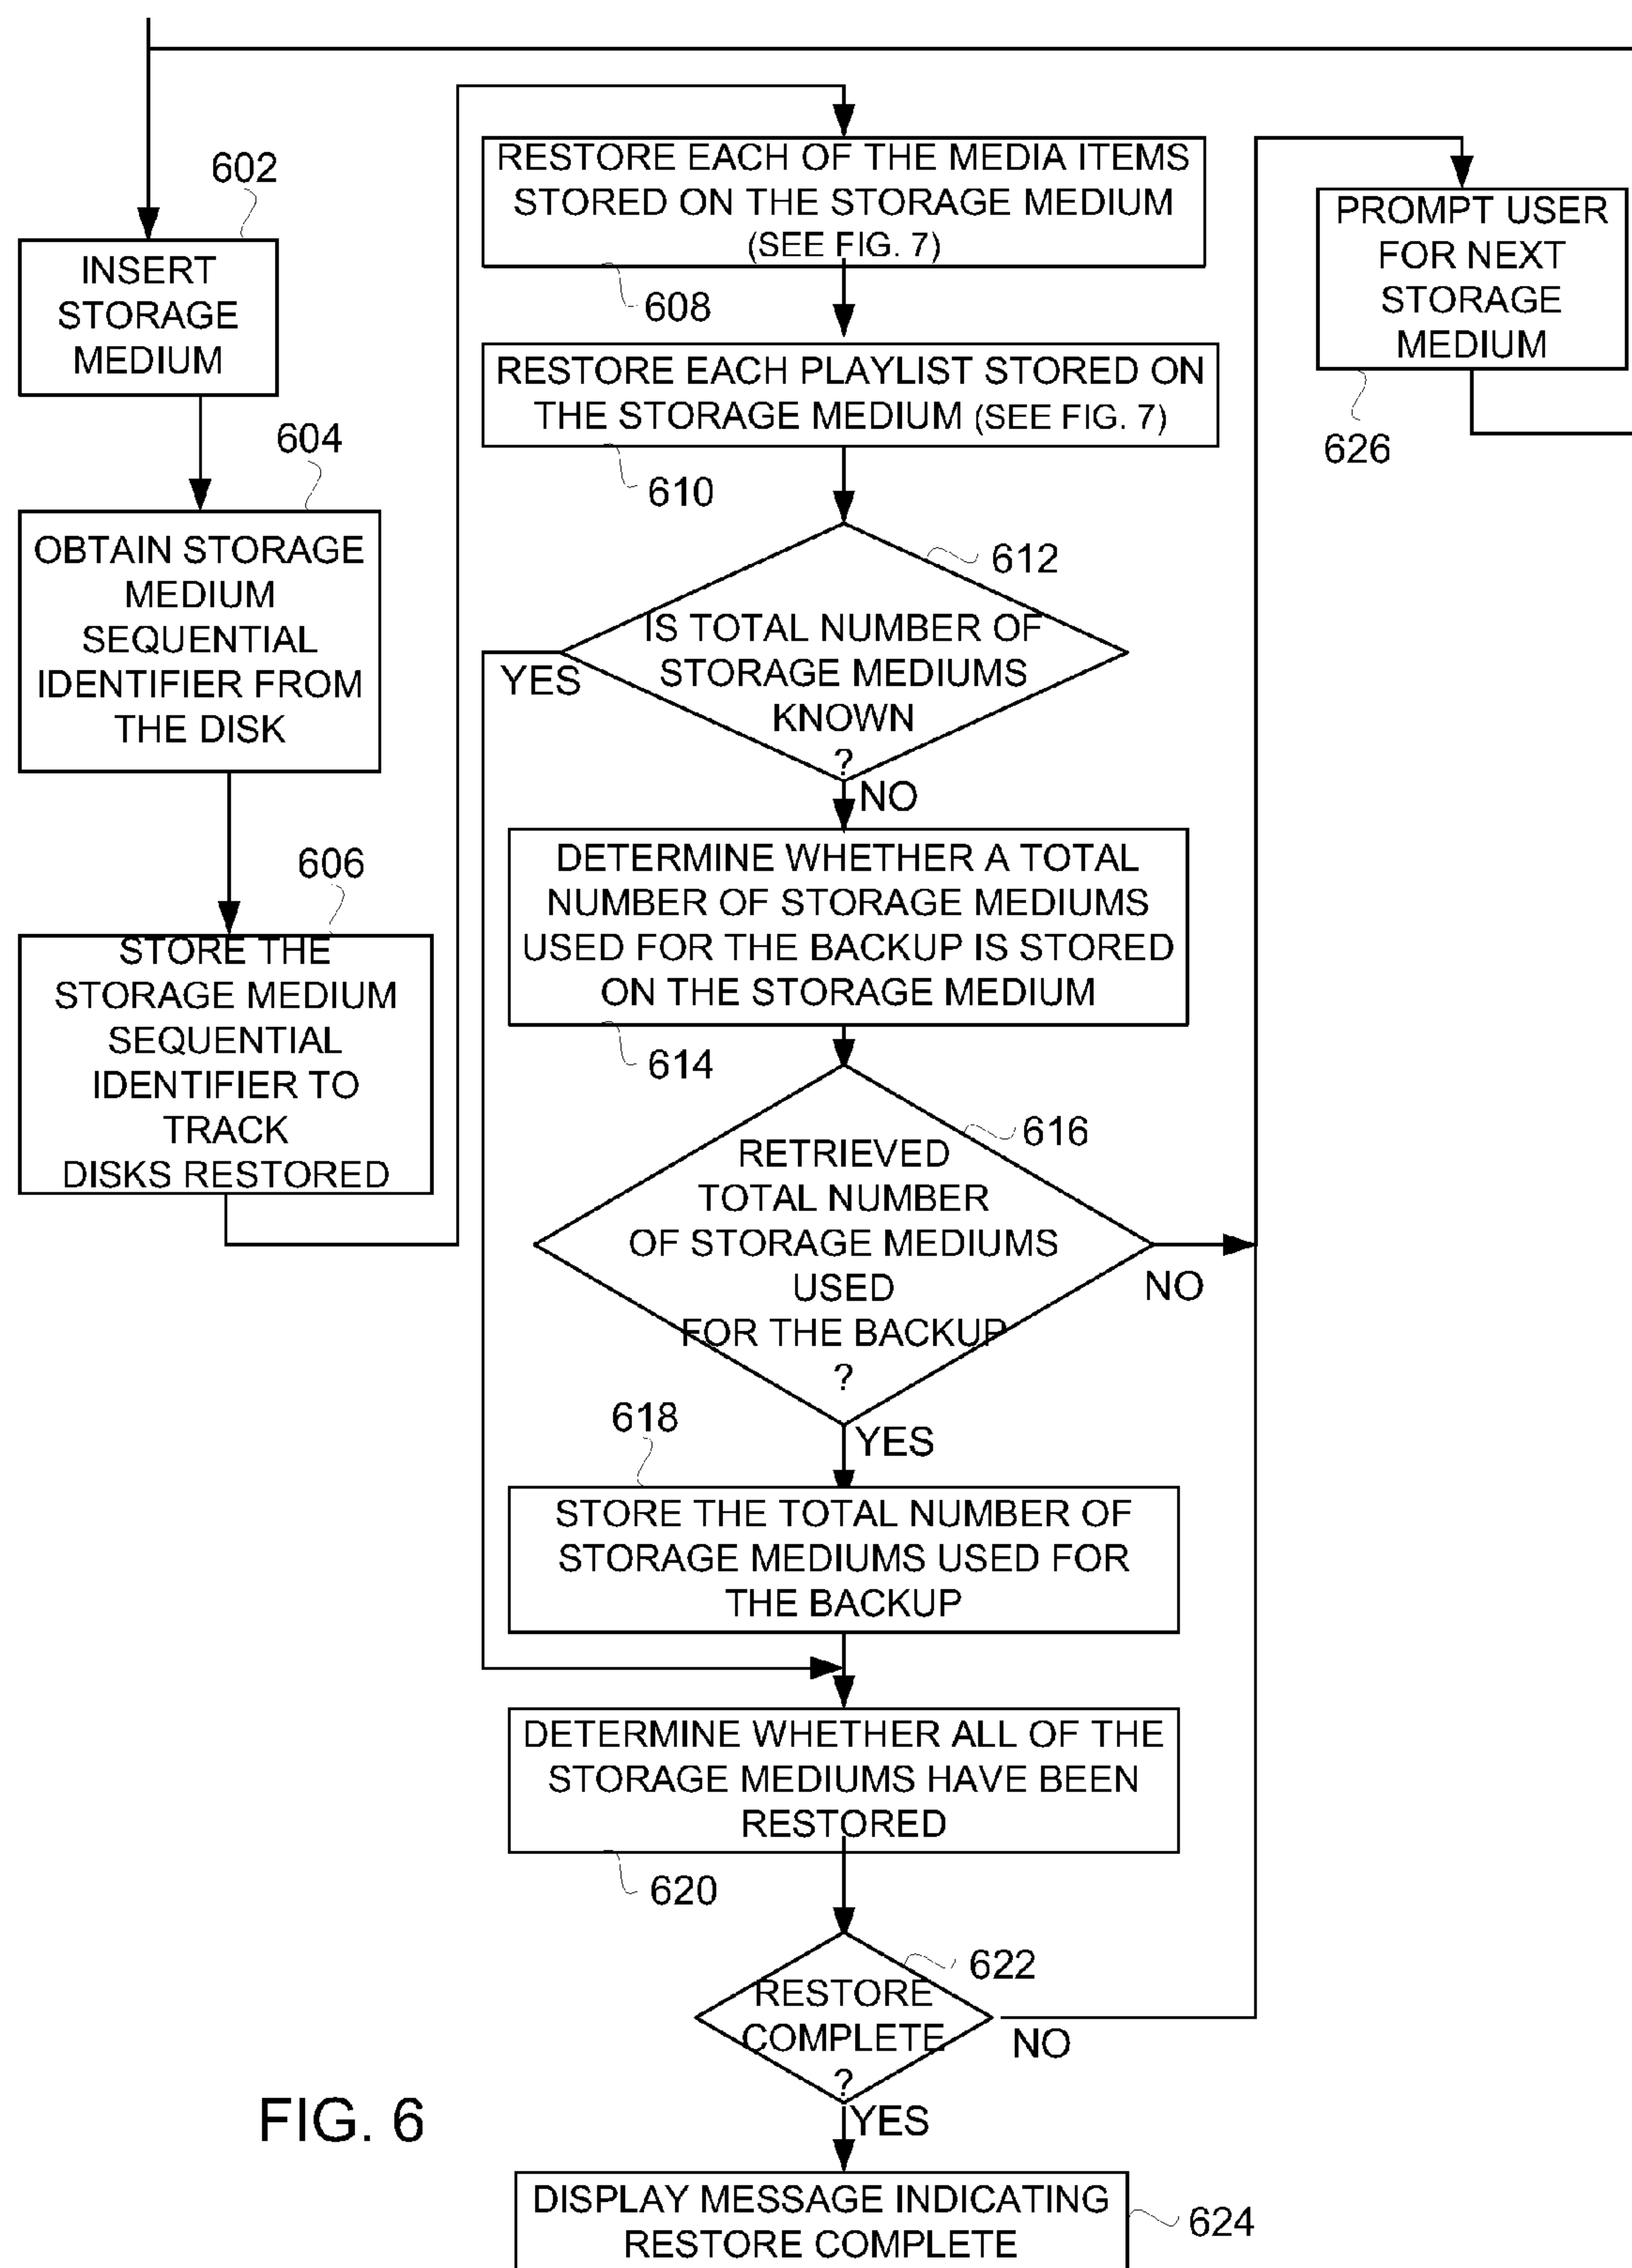 602
INSERT
STORAGE
MEDIUM
604
OBTAIN STORAGE
MEDIUM
SEQUENTIAL
IDENTIFIER FROM
THE DISK
606
STORE THE
STORAGE MEDIUM
SEQUENTIAL
IDENTIFIER TO
TRACK
DISKS RESTORED
RESTORE EACH OF THE MEDIA ITEMS
STORED ON THE STORAGE MEDIUM
(SEE FIG. 7)
608
RESTORE EACH PLAYLIST STORED ON
THE STORAGE MEDIUM (SEE FIG. 7)
610
612
IS TOTAL NUMBER OF
STORAGE MEDIUMS
KNOWN
?
YES
NO
DETERMINE WHETHER A TOTAL
NUMBER OF STORAGE MEDIUMS
USED FOR THE BACKUP IS STORED
ON THE STORAGE MEDIUM
614
616
RETRIEVED
TOTAL NUMBER
OF STORAGE MEDIUMS
USED
FOR THE BACKUP
?
NO
YES
618
STORE THE TOTAL NUMBER OF
STORAGE MEDIUMS USED FOR
THE BACKUP
DETERMINE WHETHER ALL OF THE
STORAGE MEDIUMS HAVE BEEN
RESTORED
620
622
RESTORE
COMPLETE
?
NO
YES
DISPLAY MESSAGE INDICATING
RESTORE COMPLETE
624
PROMPT USER
FOR NEXT
STORAGE
MEDIUM
626
FIG. 6